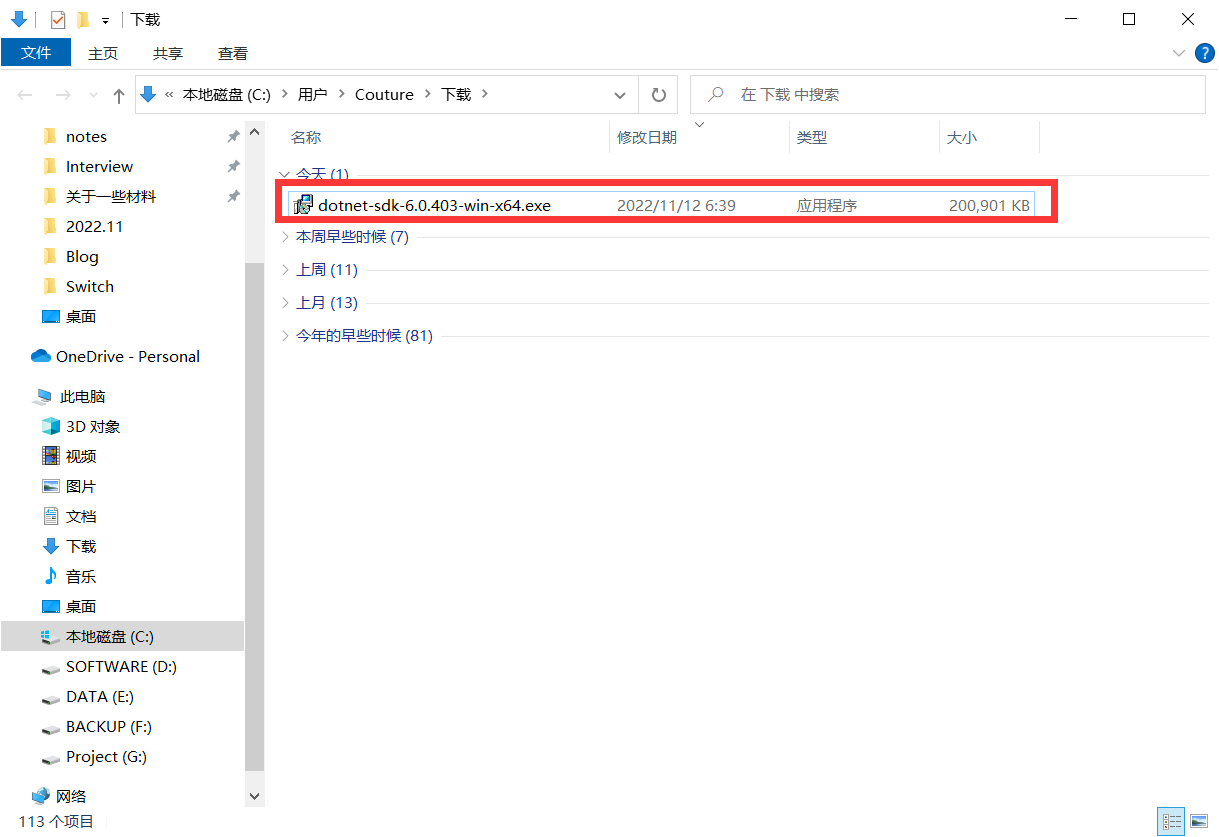 下载
文件 主页 共享 查看
« 本地磁盘 (C:) > 用户 > Couture > 下载 >
在 下载 中搜索
notes
Interview
关于一些材料
2022.11
Blog
Switch
桌面
OneDrive - Personal
此电脑
3D 对象
视频
图片
文档
下载
音乐
桌面
本地磁盘 (C:)
SOFTWARE (D:)
DATA (E:)
BACKUP (F:)
Project (G:)
网络
名称 修改日期 类型 大小
今天 (1)
dotnet-sdk-6.0.403-win-x64.exe 2022/11/12 6:39 应用程序 200,901 KB
本周早些时候 (7)
上周 (11)
上月 (13)
今年的早些时候 (81)
113 个项目